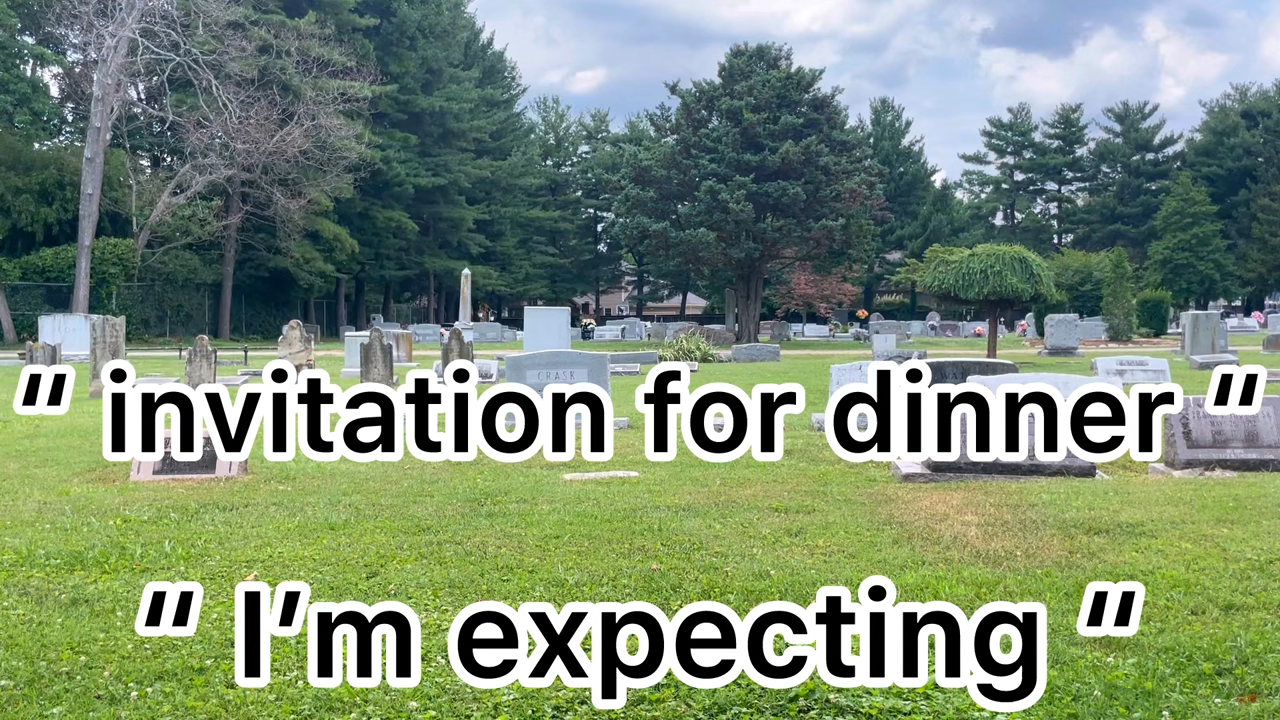 CRASK
" invitation for dinner "
" I’m expecting "